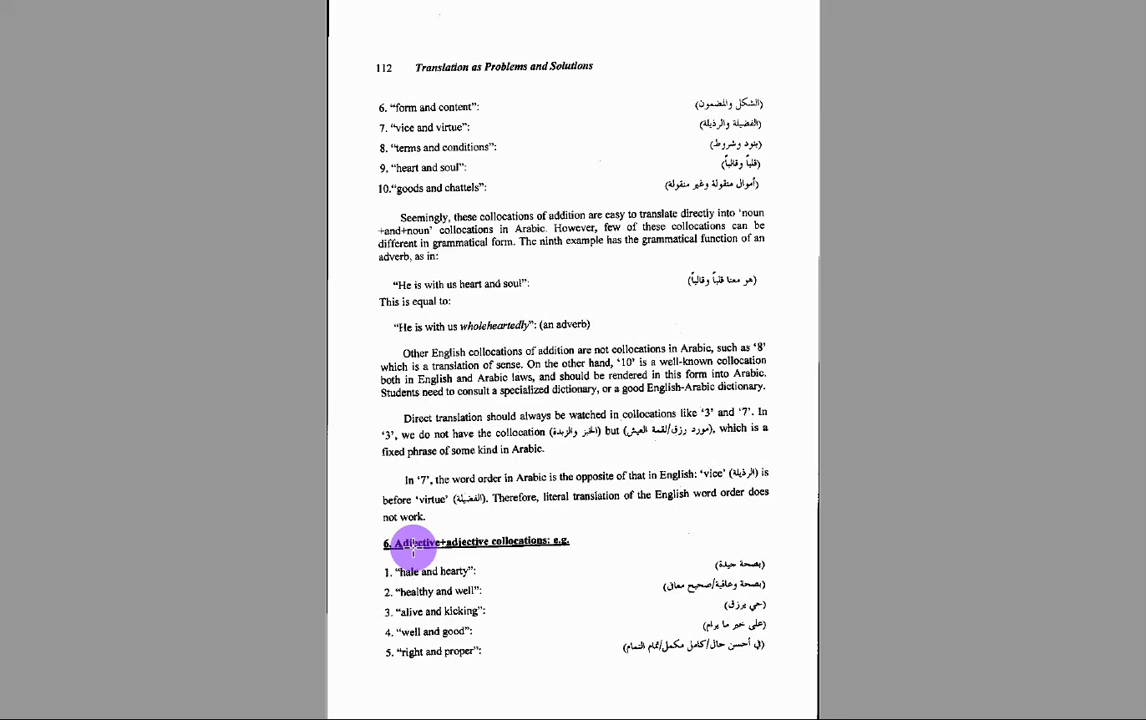 112 Translation as Problems and Solutions
6. “form and content”: (الشكل والمضمون)
7. “vice and virtue”: (الفضيلة والرذيلة)
8. “terms and conditions”: (بنود وشروط)
9. “heart and soul”: (قلباً وقالباً)
10.“goods and chattels”: (أموال منقولة وغير منقولة)
Seemingly, these collocations of addition are easy to translate directly into ‘noun
+and+noun’ collocations in Arabic. However, few of these collocations can be
different in grammatical form. The ninth example has the grammatical function of an
adverb, as in:
“He is with us heart and soul”: (هو معنا قلباً وقالباً)
This is equal to:
“He is with us wholeheartedly”: (an adverb)
Other English collocations of addition are not collocations in Arabic, such as ‘8’
which is a translation of sense. On the other hand, ‘10’ is a well-known collocation
both in English and Arabic laws, and should be rendered in this form into Arabic.
Students need to consult a specialized dictionary, or a good English-Arabic dictionary.
Direct translation should always be watched in collocations like ‘3’ and ‘7’. In
‘3’, we do not have the collocation (الخبز والزبدة) but (مورد رزق/لقمة العيش), which is a
fixed phrase of some kind in Arabic.
In ‘7’, the word order in Arabic is the opposite of that in English: ‘vice’ (الرذيلة) is
before ‘virtue’ (الفضيلة). Therefore, literal translation of the English word order does
not work.
6. Adjective+adjective collocations: e.g.
1. “hale and hearty”: (بصحة جيدة)
2. “healthy and well”: (بصحة وعافية/صحيح معافى)
3. “alive and kicking”: (حي يرزق)
4. “well and good”: (على خير ما يرام)
5. “right and proper”: (في أحسن حال/كامل مكمل/تمام التمام)